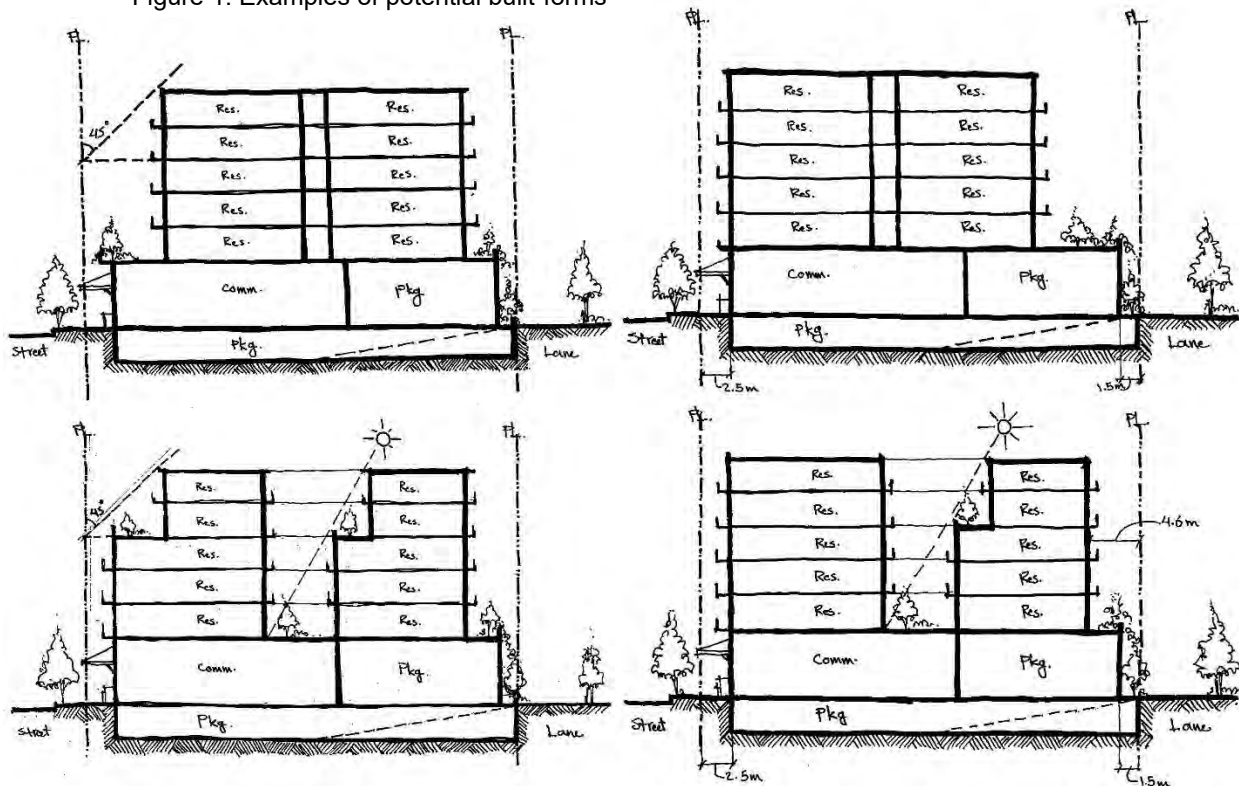 Figure 1. Examples of potential built forms
PL. PL.
45°
Res. Res.
Res. Res.
Res. Res.
Res. Res.
Res. Res.
Comm. Pkg.
Street Pkg. Lane
PL. PL.
Res. Res.
Res. Res.
Res. Res.
Res. Res.
Res. Res.
Comm. Pkg.
Street Pkg. Lane
2.5m 1.5m
PL. PL.
45°
Res. Res.
Res. Res.
Res. Res.
Res. Res.
Res. Res.
Comm. Pkg.
Street Pkg. Lane
PL. PL.
Res. Res.
Res. Res.
4.6m
Res. Res.
Res. Res.
Res. Res.
Comm. Pkg.
Street Pkg Lane
2.5m 1.5m